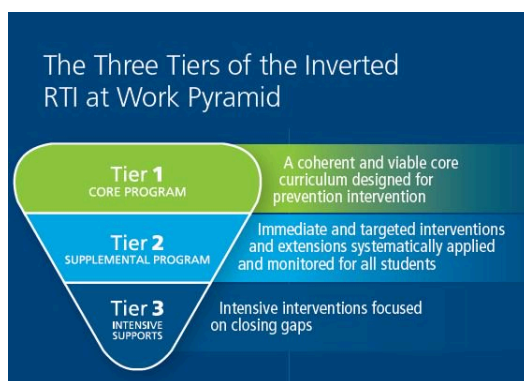 The Three Tiers of the Inverted
RTI at Work Pyramid
Tier 1
CORE PROGRAM
A coherent and viable core
curriculum designed for
prevention intervention
Tier 2
SUPPLEMENTAL PROGRAM
Immediate and targeted interventions
and extensions systematically applied
and monitored for all students
Tier 3
INTENSIVE
SUPPORTS
Intensive interventions focused
on closing gaps